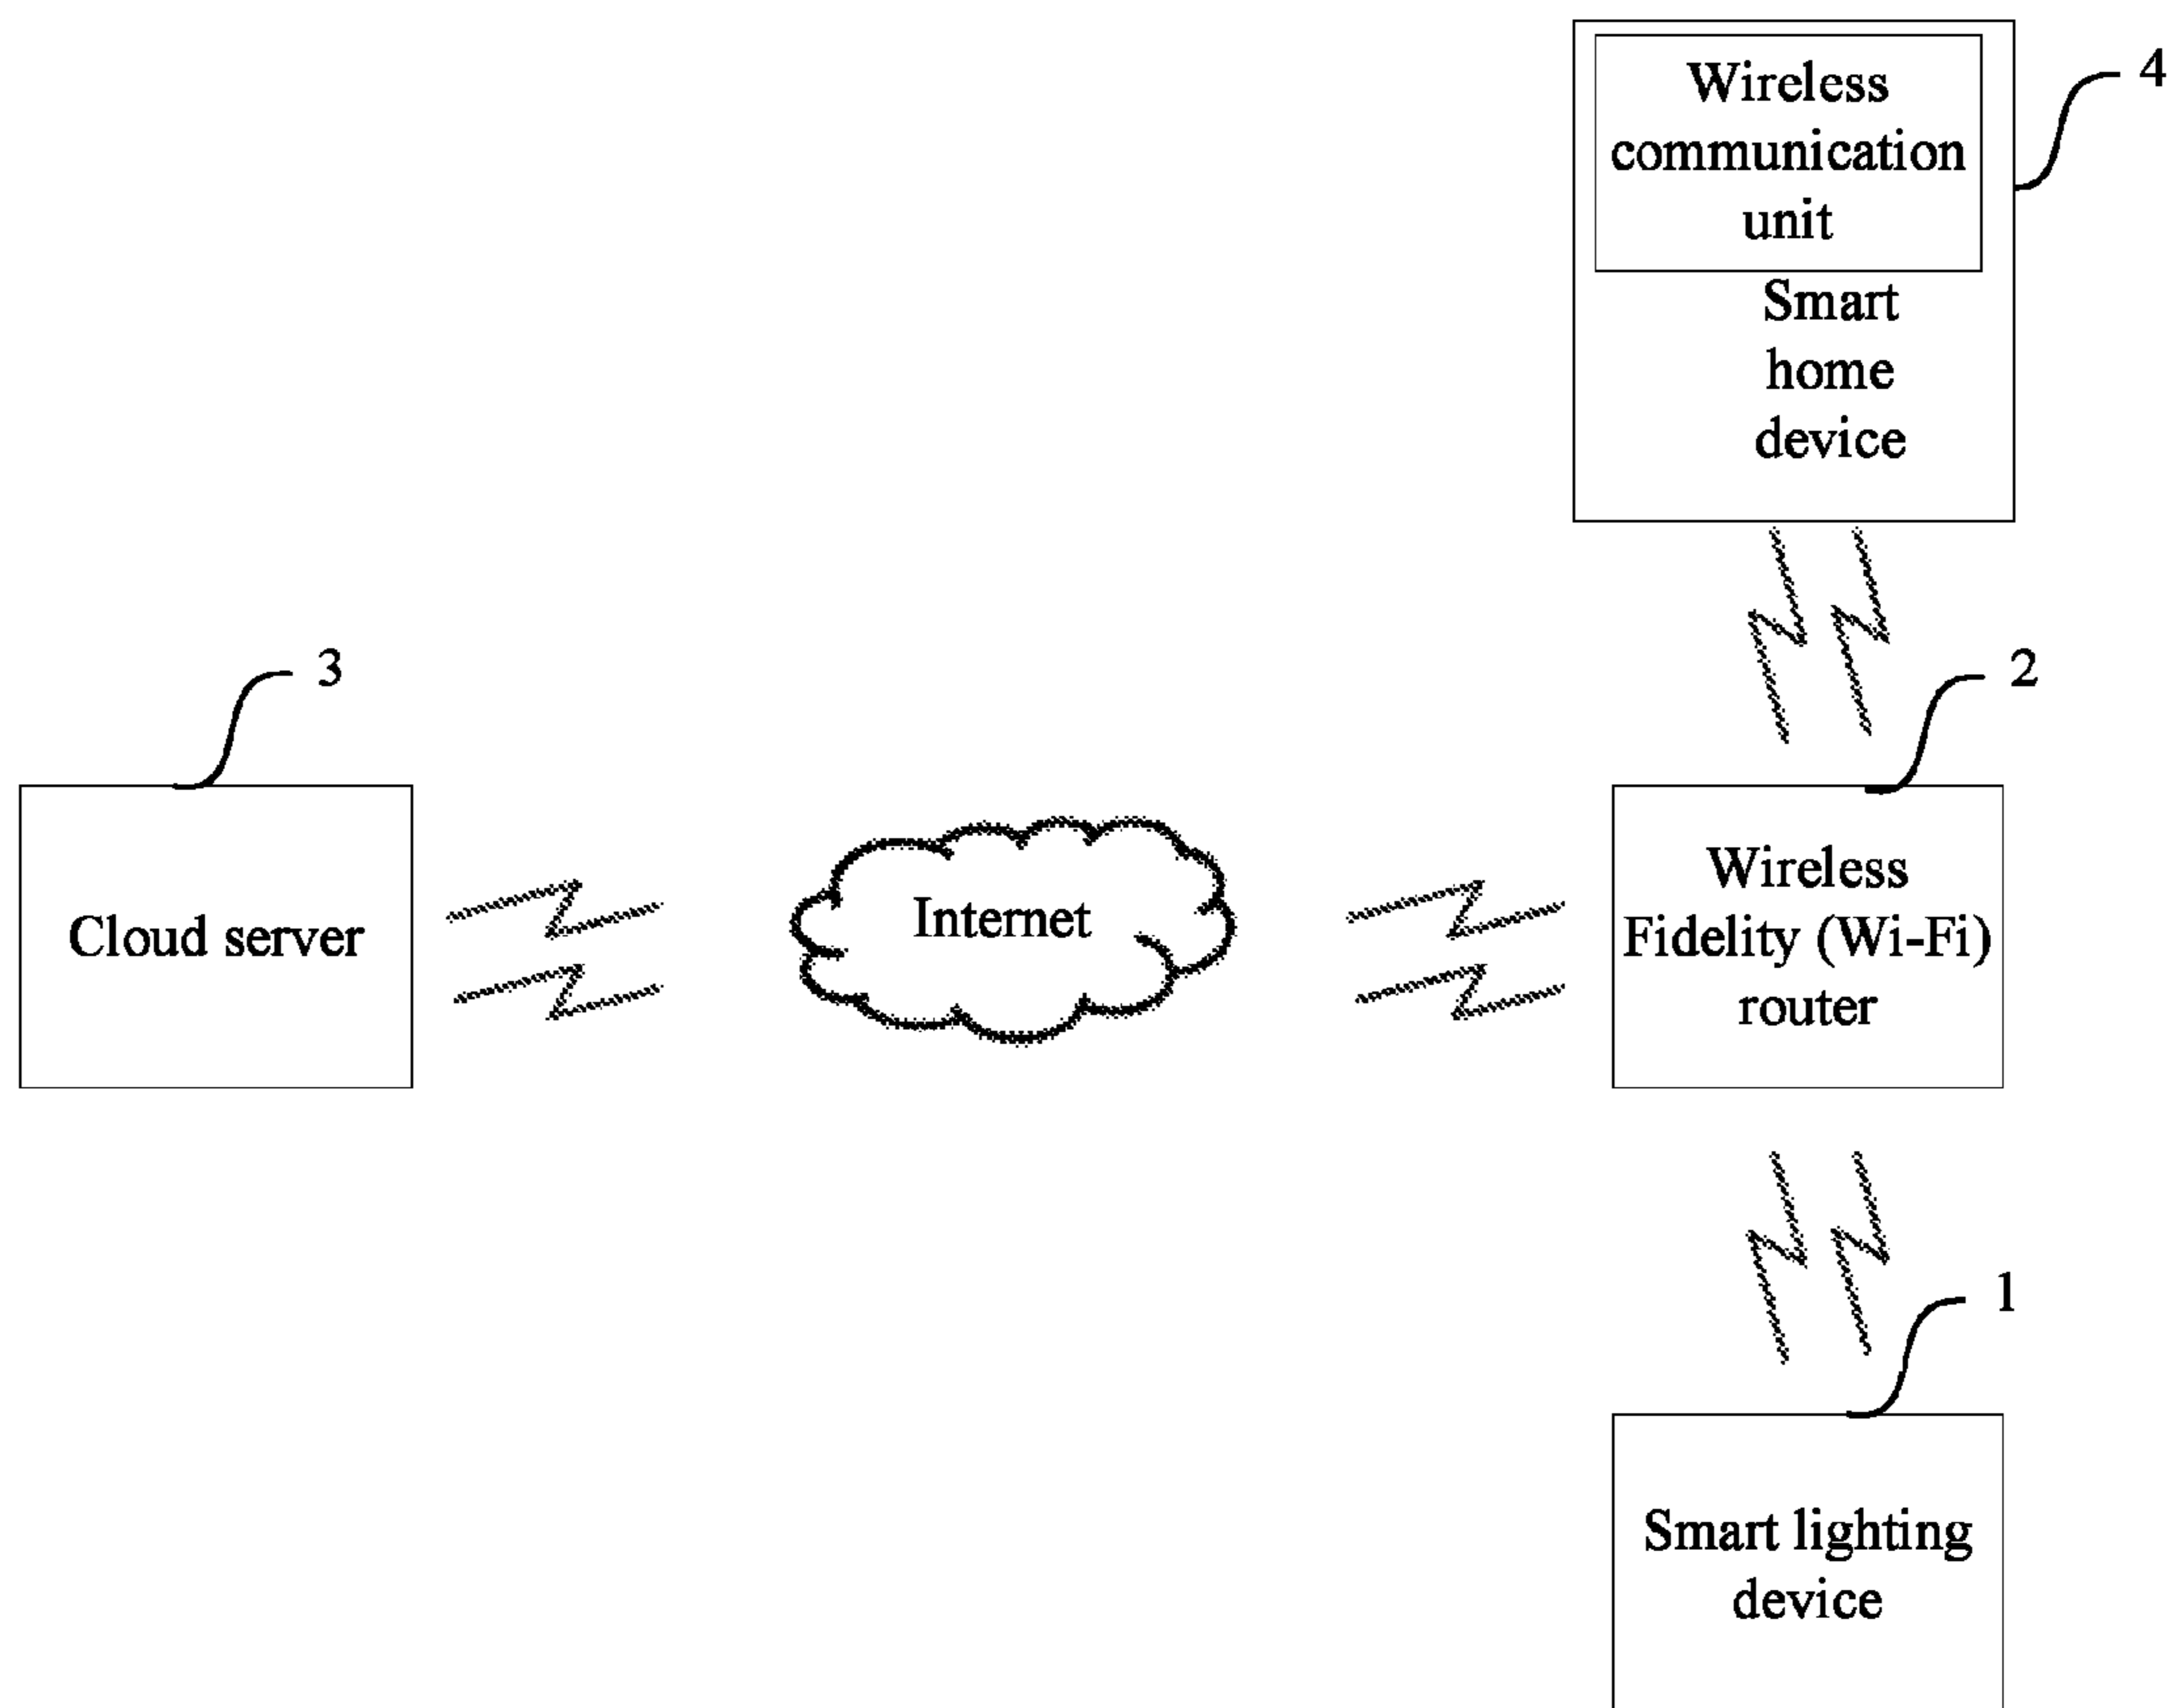 Wireless
communication
unit
4
Smart
home
device
3
2
Cloud server
Internet
Wireless
Fidelity (Wi-Fi)
router
1
Smart lighting
device